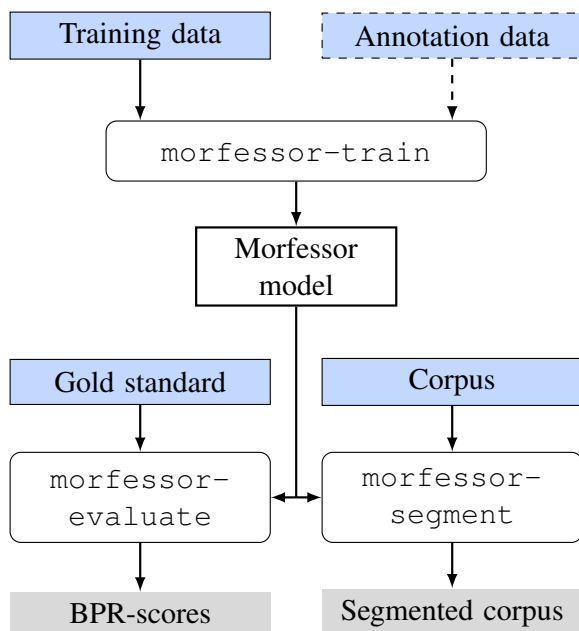 Training data
Annotation data
morfessor-train
Morfessor
model
Gold standard
Corpus
morfessor-
evaluate
morfessor-
segment
BPR-scores
Segmented corpus